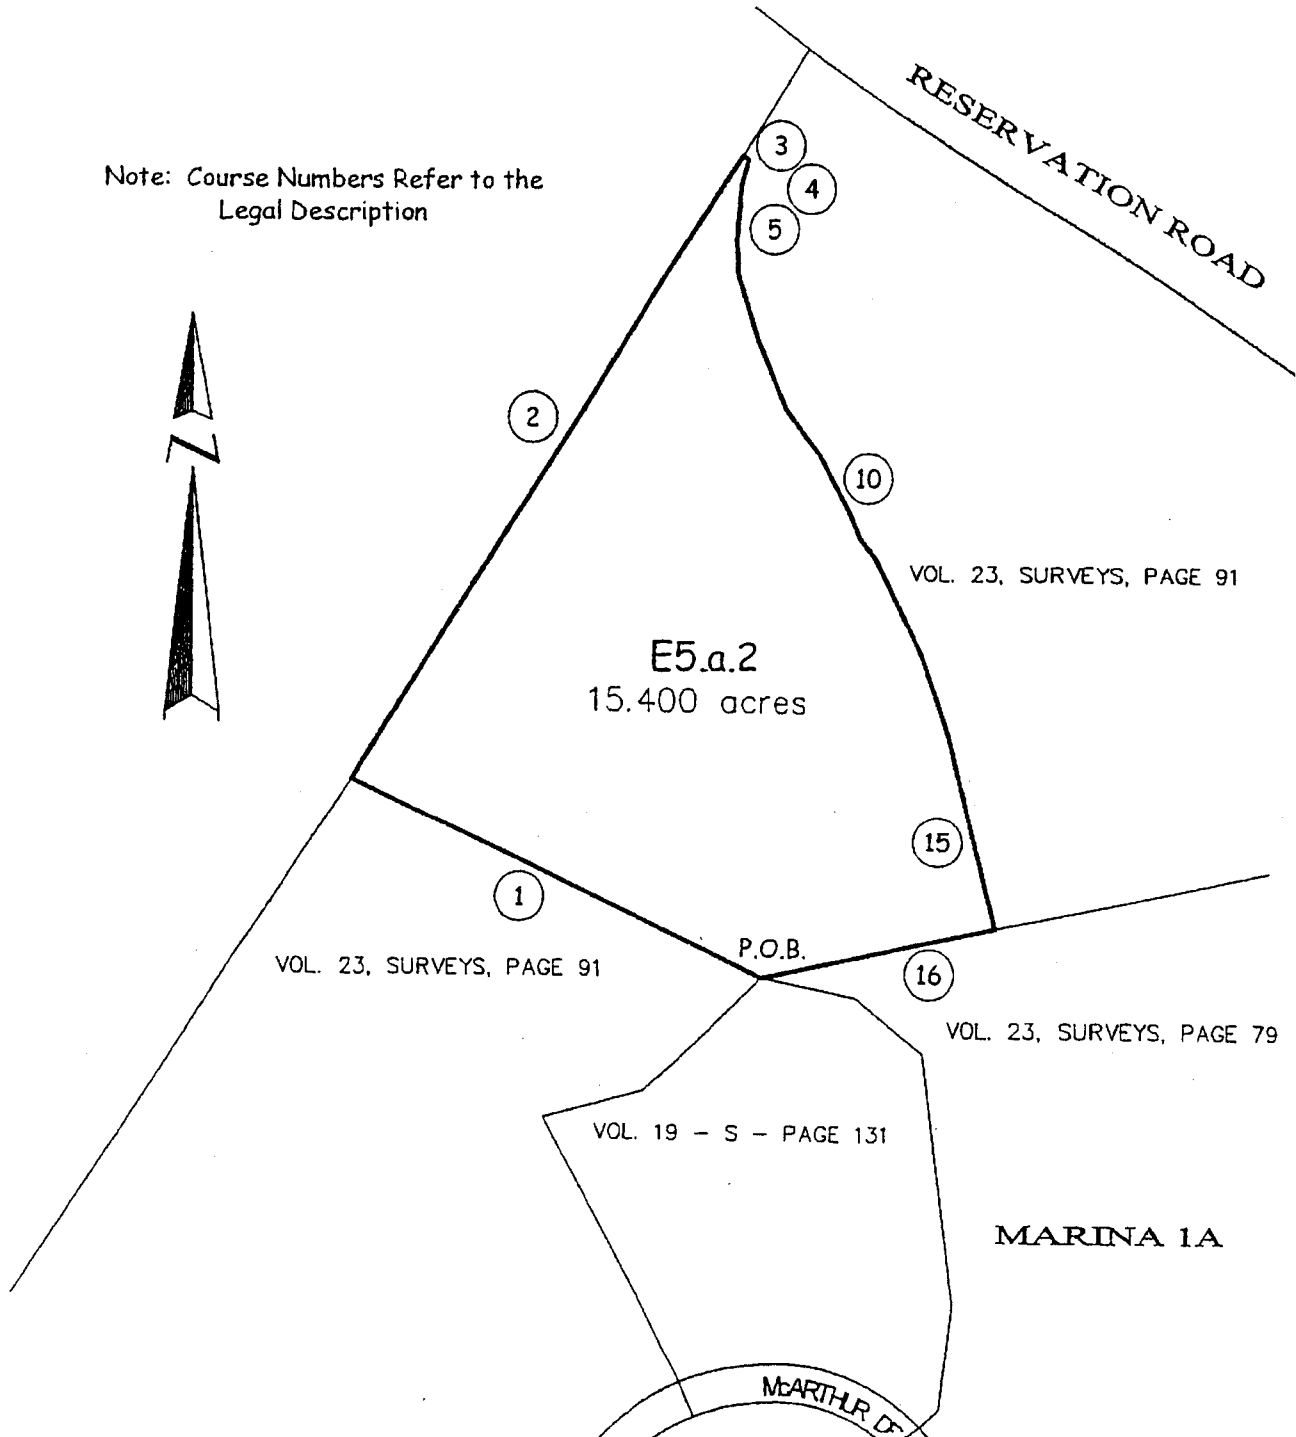 RESERVATION ROAD
3
Note: Course Numbers Refer to the
Legal Description
4
5
2
10
VOL. 23, SURVEYS, PAGE 91
E5.a.2
15.400 acres
15
1
P.O.B.
VOL. 23, SURVEYS, PAGE 91
16
VOL. 23, SURVEYS, PAGE 79
VOL. 19 - S - PAGE 131
MARINA 1A
McARTHUR